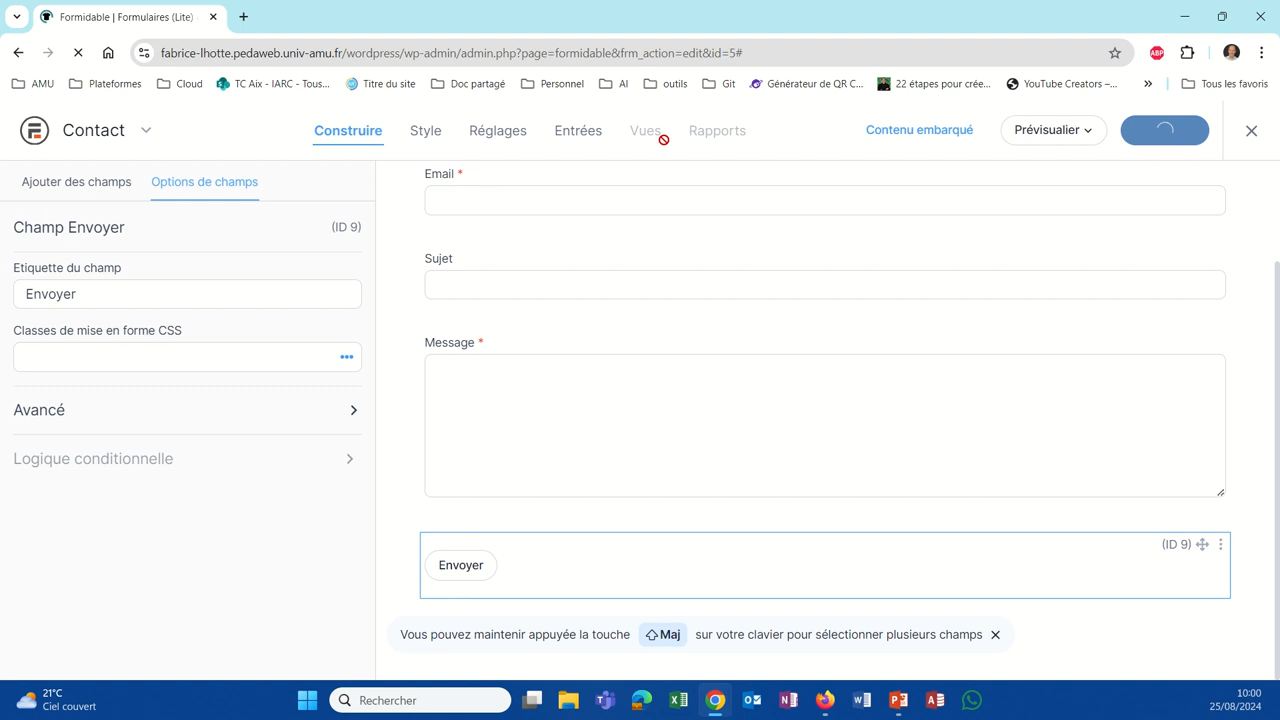 Formidable | Formulaires (Lite)
fabrice-lhotte.pedaweb.univ-amu.fr/wordpress/wp-admin/admin.php?page=formidable&frm_action=edit&id=5#
ABP
AMU Plateformes Cloud TC Aix - IARC - Tous... Titre du site Doc partagé Personnel AI outils Git Générateur de QR C... 22 étapes pour crée... YouTube Creators –... » Tous les favoris
Contact Construire Style Réglages Entrées Vues Rapports Contenu embarqué Prévisualier
Ajouter des champs Options de champs
Champ Envoyer (ID 9)
Etiquette du champ
Envoyer
Classes de mise en forme CSS
Avancé
Logique conditionnelle
Email *
Sujet
Message *
(ID 9)
Envoyer
Vous pouvez maintenir appuyée la touche Maj sur votre clavier pour sélectionner plusieurs champs
21°C
Ciel couvert
Rechercher
10:00
25/08/2024